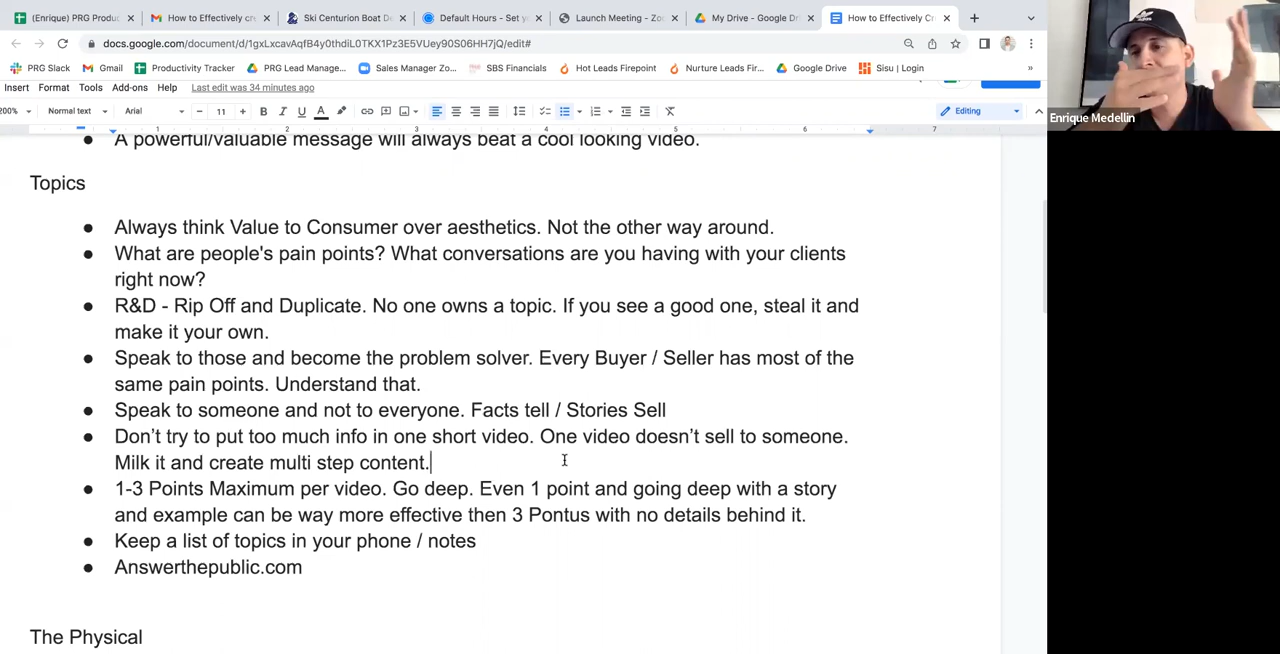 (Enrique) PRG Produc
How to Effectively cre
Ski Centurion Boat De
Default Hours - Set y
Launch Meeting - Zo
My Drive - Google Dr
How to Effectively Cr
docs.google.com/document/d/1gxLxcavAqfB4y0thdiL0TKX1Pz3E5VUey90S06HH7jQ/edit#
PRG Slack
Gmail
Productivity Tracker
PRG Lead Manage...
Sales Manager Zo...
SBS Financials
Hot Leads Firepoint
Nurture Leads Fir...
Google Drive
Sisu | Login
»
Insert Format Tools Add-ons Help Last edit was 34 minutes ago
200% Normal text Arial 11 B I U A Editing
1 2 3 4 5 6 7
Enrique Medellin
A powerful/valuable message will always beat a cool looking video.
Topics
● Always think Value to Consumer over aesthetics. Not the other way around.
● What are people's pain points? What conversations are you having with your clients
right now?
● R&D - Rip Off and Duplicate. No one owns a topic. If you see a good one, steal it and
make it your own.
● Speak to those and become the problem solver. Every Buyer / Seller has most of the
same pain points. Understand that.
● Speak to someone and not to everyone. Facts tell / Stories Sell
● Don’t try to put too much info in one short video. One video doesn’t sell to someone.
Milk it and create multi step content.
● 1-3 Points Maximum per video. Go deep. Even 1 point and going deep with a story
and example can be way more effective then 3 Pontus with no details behind it.
● Keep a list of topics in your phone / notes
● Answerthepublic.com
The Physical